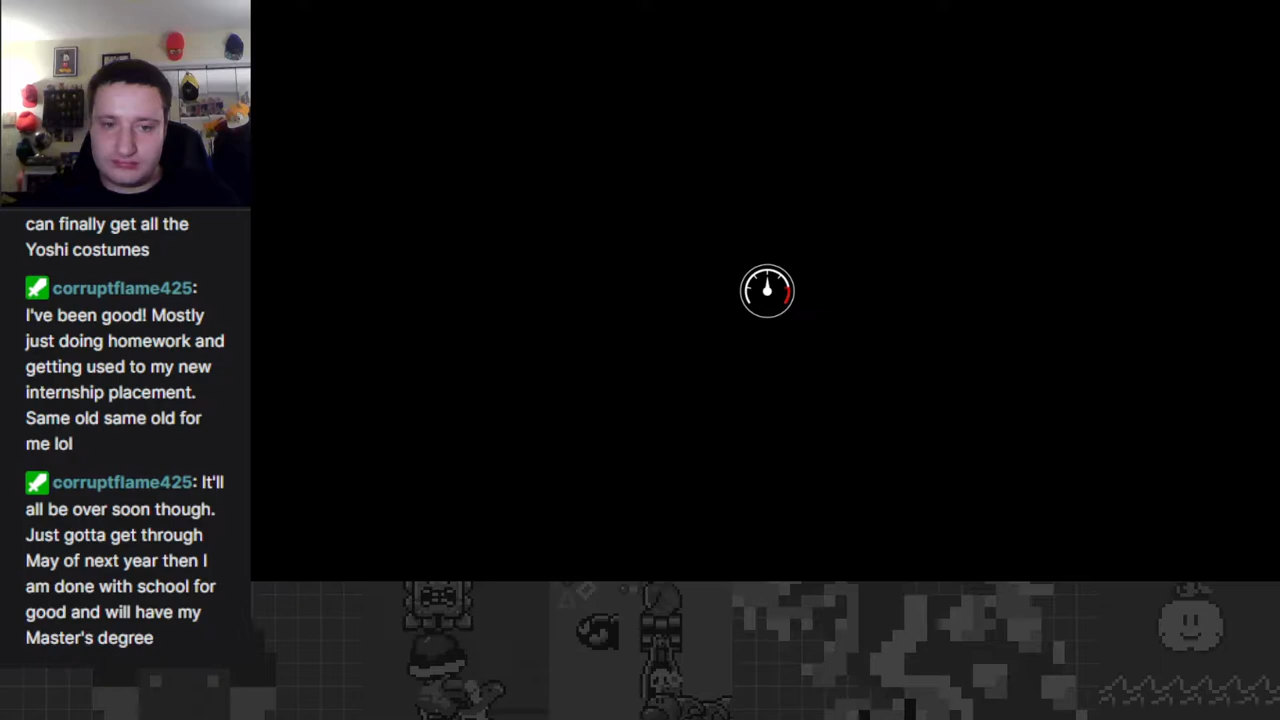 can finally get all the
Yoshi costumes
corruptflame425:
I've been good! Mostly
just doing homework and
getting used to my new
internship placement.
Same old same old for
me lol
corruptflame425: It'll
all be over soon though.
Just gotta get through
May of next year then I
am done with school for
good and will have my
Master's degree